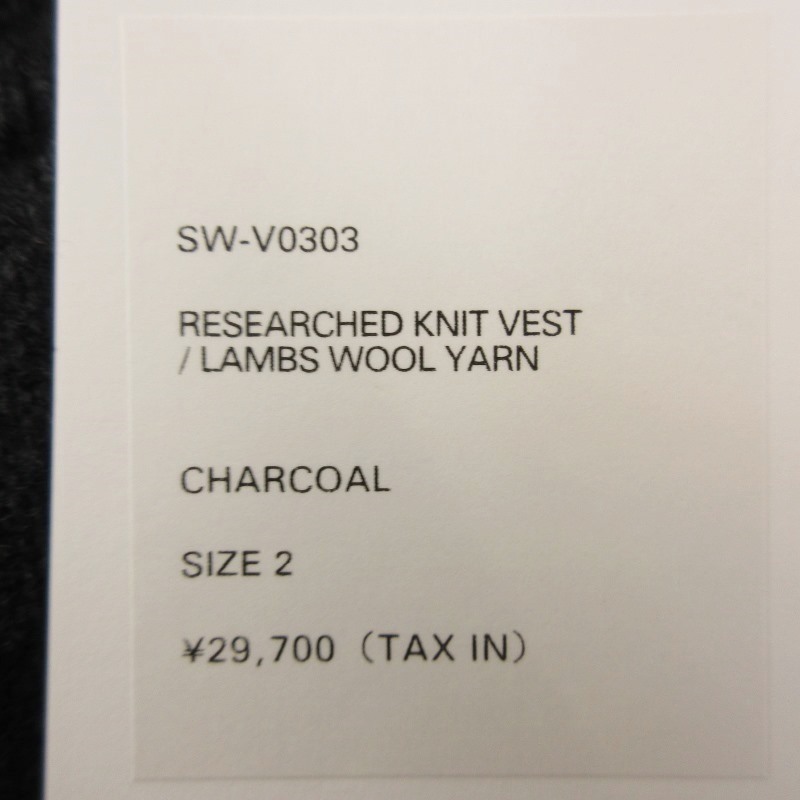 SW-V0303
RESEARCHED KNIT VEST
/ LAMBS WOOL YARN
CHARCOAL
SIZE 2
¥29,700（TAX IN）